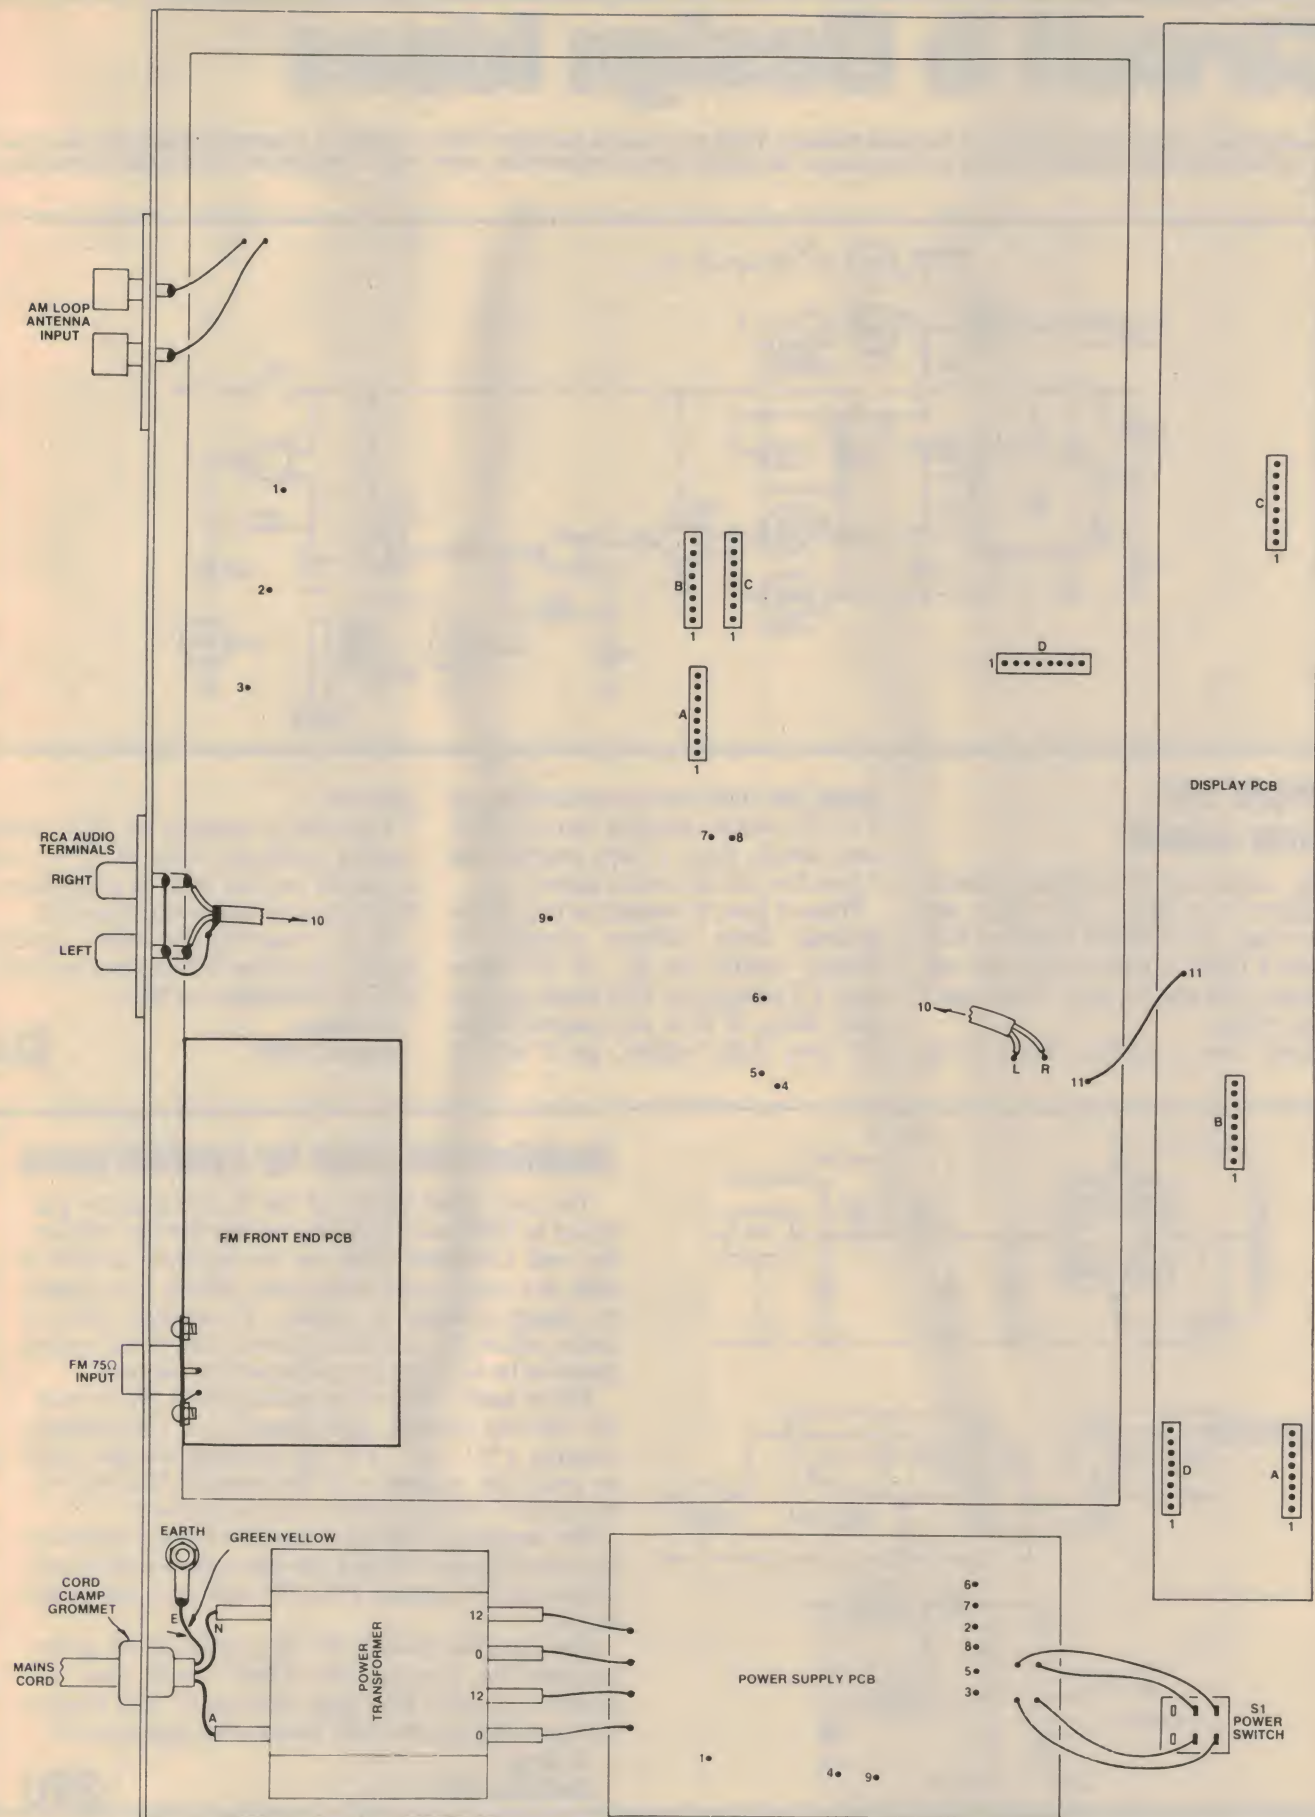 AM LOOP
ANTENNA
INPUT
1
2
3
B
1
C
1
D
1
A
1
C
1
DISPLAY PCB
RCA AUDIO
TERMINALS
RIGHT
LEFT
10
7
8
9
6
10
L
R
5
4
11
11
B
1
FM FRONT END PCB
FM 75Ω
INPUT
D
1
A
1
EARTH
GREEN YELLOW
CORD
CLAMP
GROMMET
E
N
A
MAINS
CORD
POWER
TRANSFORMER
12
0
12
0
POWER SUPPLY PCB
6
7
2
8
5
3
1
4
9
S1
POWER
SWITCH